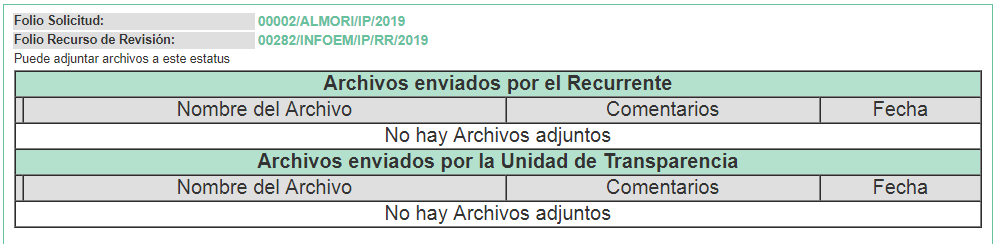 Folio Solicitud: 00002/ALMORI/IP/2019
Folio Recurso de Revisión: 00282/INFOEM/IP/RR/2019
Puede adjuntar archivos a este estatus
Archivos enviados por el Recurrente
Nombre del Archivo Comentarios Fecha
No hay Archivos adjuntos
Archivos enviados por la Unidad de Transparencia
Nombre del Archivo Comentarios Fecha
No hay Archivos adjuntos